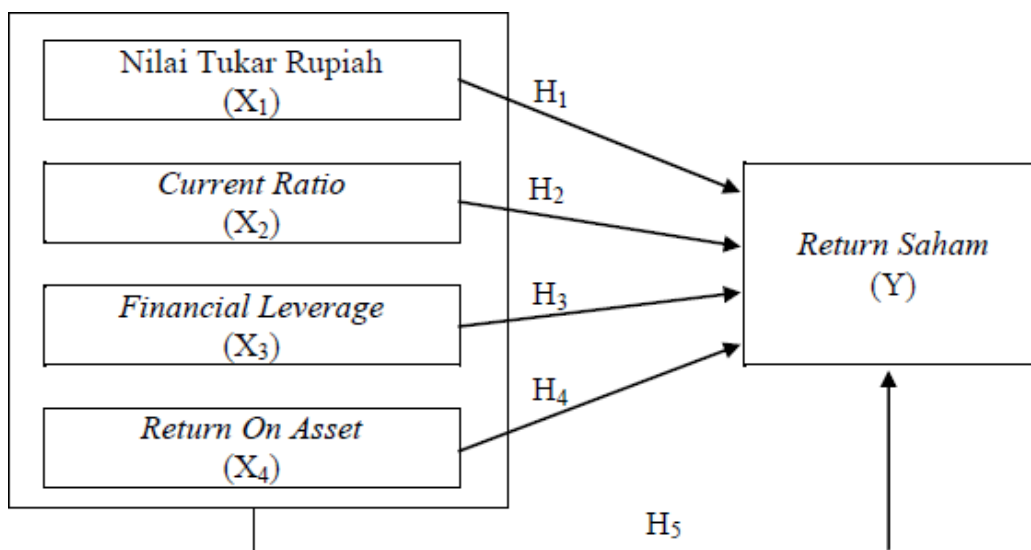 Nilai Tukar Rupiah
(X₁)
H₁
Current Ratio
(X₂)
H₂
Return Saham
(Y)
Financial Leverage
(X₃)
H₃
Return On Asset
(X₄)
H₄
H₅